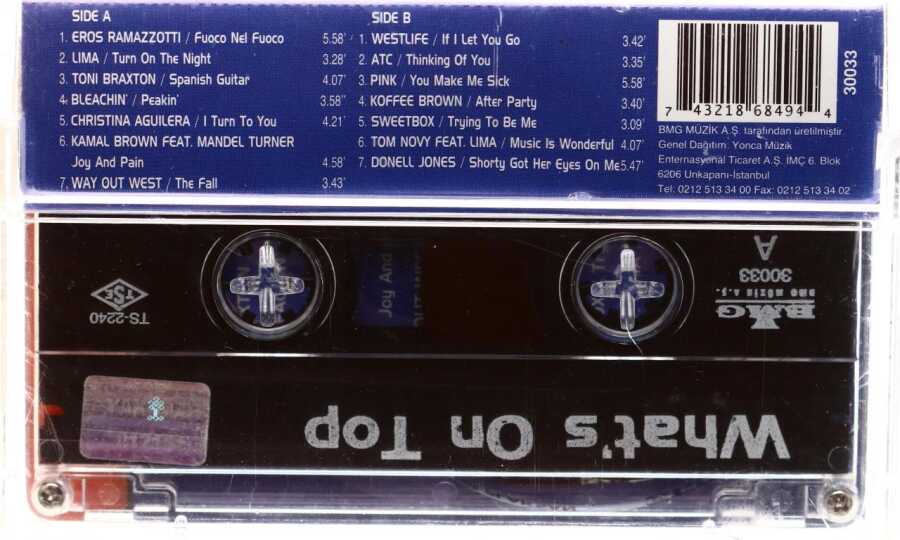 SIDE A
1. EROS RAMAZZOTTI / Fuoco Nel Fuoco 5.58'
2. LIMA / Turn On The Night 3.28'
3. TONI BRAXTON / Spanish Guitar 4.07'
4. BLEACHIN' / Peakin' 3.58"
5. CHRISTINA AGUILERA / I Turn To You 4.21'
6. KAMAL BROWN FEAT. MANDEL TURNER
Joy And Pain 4.58'
7. WAY OUT WEST / The Fall 3.43'
SIDE B
1. WESTLIFE / If I Let You Go 3.42'
2. ATC / Thinking Of You 3.35'
3. PINK / You Make Me Sick 5.58'
4. KOFFEE BROWN / After Party 3.40'
5. SWEETBOX / Trying To Be Me 3.09'
6. TOM NOVY FEAT. LIMA / Music Is Wonderful 4.07'
7. DONELL JONES / Shorty Got Her Eyes On Me 5.47'
7 43218 68494 4
30033
BMG MÜZİK A.Ş. tarafından üretilmiştir.
Genel Dağıtım: Yonca Müzik
Enternasyonal Ticaret A.Ş. İMÇ 6. Blok
6206 Unkapanı-İstanbul
Tel: 0212 513 34 00 Fax: 0212 513 34 02
What's On Top
BMG
bmg müzik a.ş.
30033
A
Joy And
TSE
TS-2240